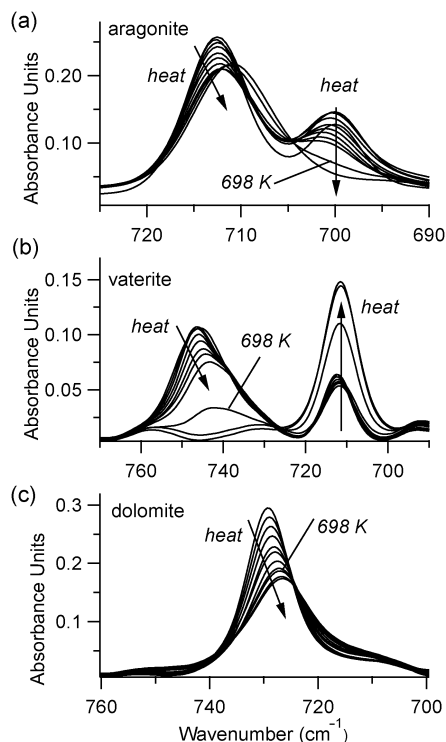 (a)
aragonite
heat
heat
698 K
0.20
0.10
Absorbance Units
720
710
700
690
(b)
vaterite
heat
698 K
heat
0.15
0.10
0.05
Absorbance Units
760
740
720
700
(c)
dolomite
heat
698 K
0.3
0.2
0.1
Absorbance Units
760
740
720
700
Wavenumber (cm⁻¹)